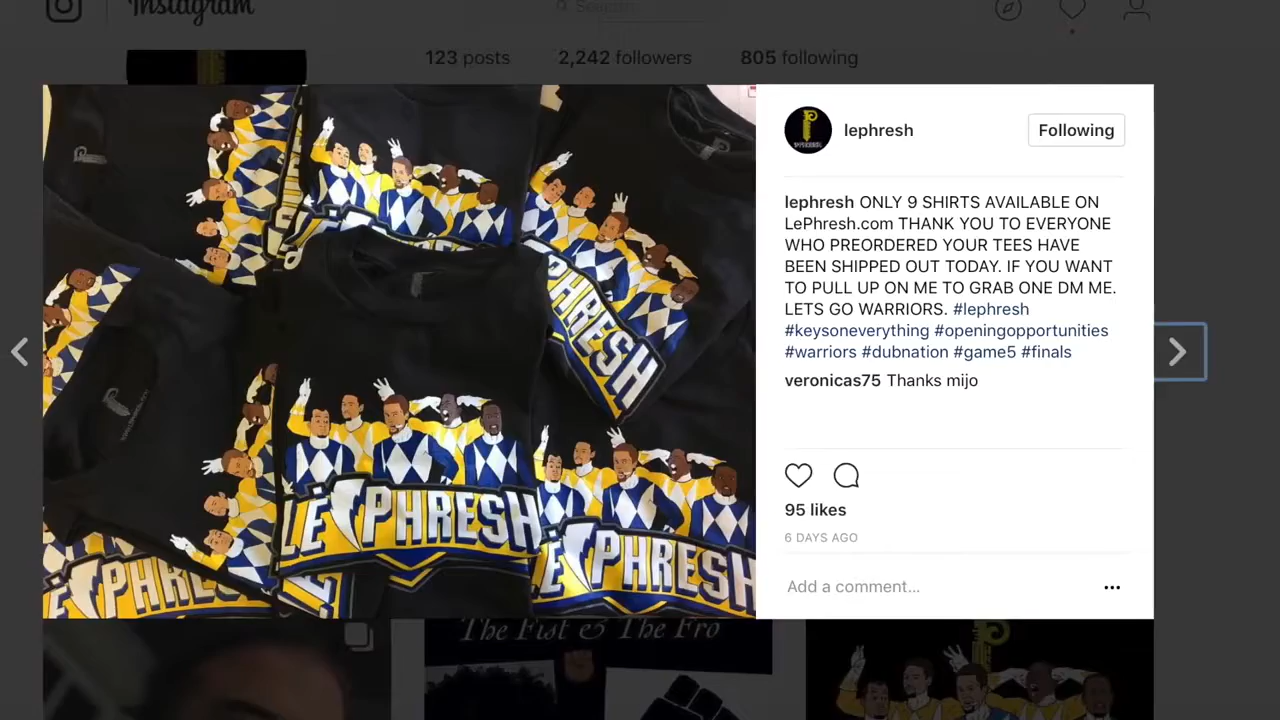 Instagram
Search
123 posts 2,242 followers 805 following
lephresh
Following
lephresh ONLY 9 SHIRTS AVAILABLE ON
LePhresh.com THANK YOU TO EVERYONE
WHO PREORDERED YOUR TEES HAVE
BEEN SHIPPED OUT TODAY. IF YOU WANT
TO PULL UP ON ME TO GRAB ONE DM ME.
LETS GO WARRIORS. #lephresh
#keysoneverything #openingopportunities
#warriors #dubnation #game5 #finals
veronicas75 Thanks mijo
95 likes
6 DAYS AGO
Add a comment...
PHRESH
LÉ PHRESH
É PHRESH
É PHRE
The Fist & The Fro